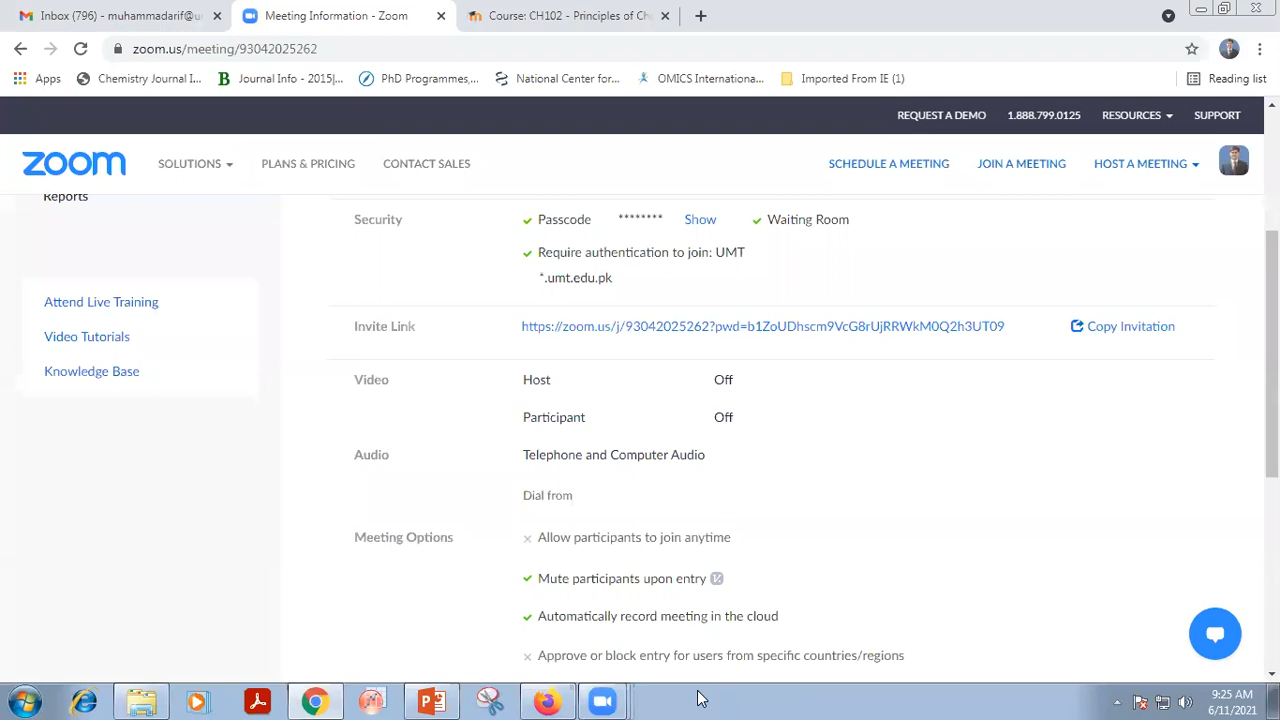 Inbox (796) - muhammadarif@u
Meeting Information - Zoom
Course: CH102 - Principles of Ch
zoom.us/meeting/93042025262
Apps
Chemistry Journal I...
Journal Info - 2015|...
PhD Programmes,...
National Center for...
OMICS Internationa...
Imported From IE (1)
Reading list
REQUEST A DEMO
1.888.799.0125
RESOURCES
SUPPORT
zoom
SOLUTIONS
PLANS & PRICING
CONTACT SALES
SCHEDULE A MEETING
JOIN A MEETING
HOST A MEETING
Reports
Attend Live Training
Video Tutorials
Knowledge Base
Security
Passcode
********
Show
Waiting Room
Require authentication to join: UMT
*.umt.edu.pk
Invite Link
https://zoom.us/j/93042025262?pwd=b1ZoUDhscm9VcG8rUjRRWkM0Q2h3UT09
Copy Invitation
Video
Host
Off
Participant
Off
Audio
Telephone and Computer Audio
Dial from
Meeting Options
Allow participants to join anytime
Mute participants upon entry
Automatically record meeting in the cloud
Approve or block entry for users from specific countries/regions
9:25 AM
6/11/2021